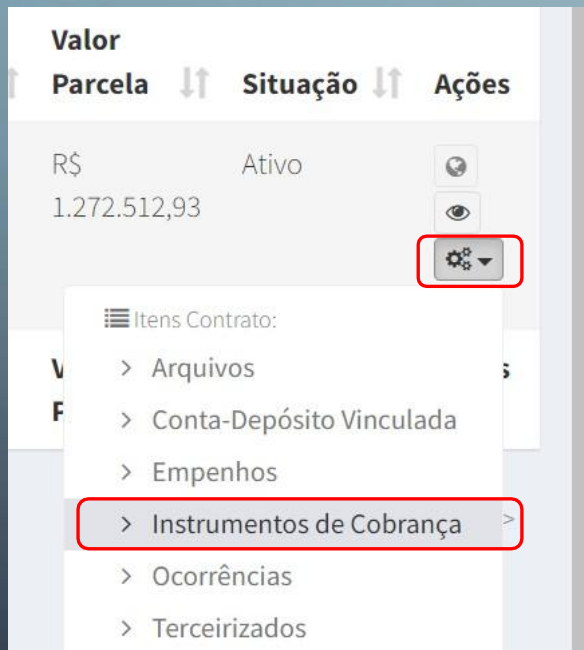 Valor
Parcela Situação Ações
R$ Ativo
1.272.512,93
Itens Contrato:
> Arquivos
> Conta-Depósito Vinculada
> Empenhos
> Instrumentos de Cobrança >
> Ocorrências
> Terceirizados